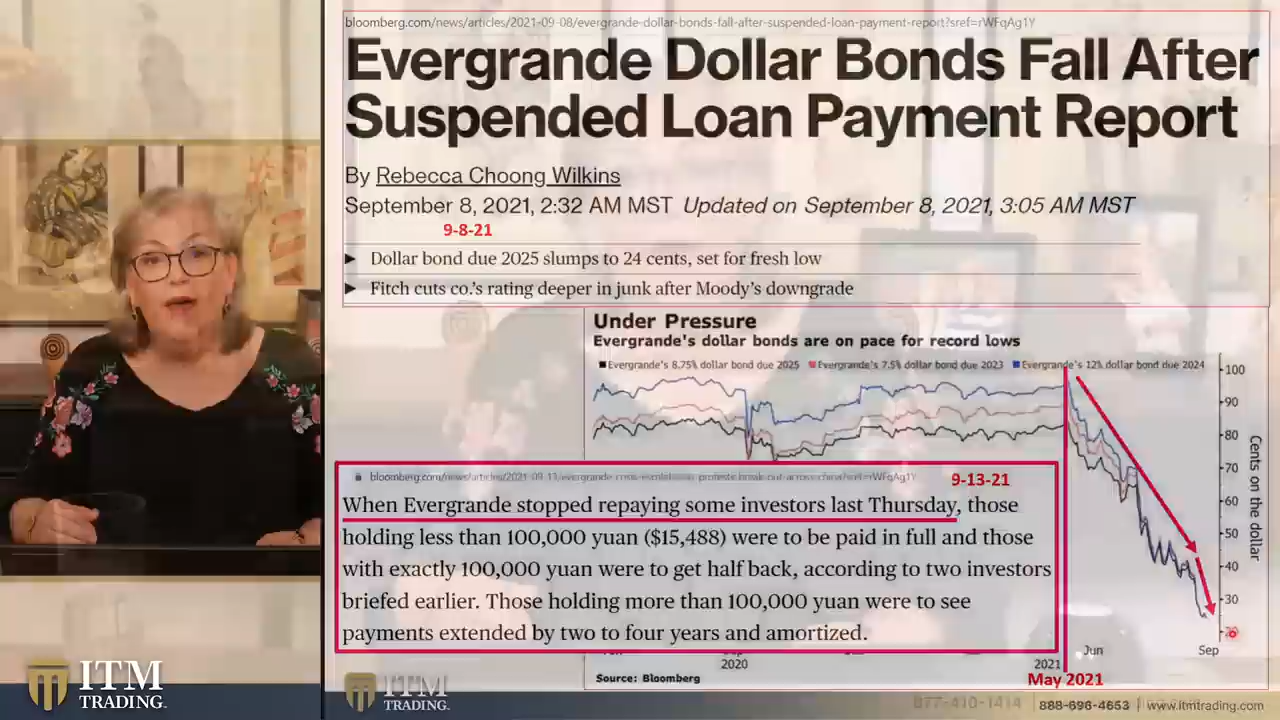 bloomberg.com/news/articles/2021-09-08/evergrande-dollar-bonds-fall-after-suspended-loan-payment-report?sref=rWFqAg1Y
Evergrande Dollar Bonds Fall After
Suspended Loan Payment Report
By Rebecca Choong Wilkins
September 8, 2021, 2:32 AM MST Updated on September 8, 2021, 3:05 AM MST
9-8-21
Dollar bond due 2025 slumps to 24 cents, set for fresh low
Fitch cuts co.'s rating deeper in junk after Moody's downgrade
Under Pressure
Evergrande's dollar bonds are on pace for record lows
Evergrande's 8.75% dollar bond due 2025 Evergrande's 7.5% dollar bond due 2023 Evergrande's 12% dollar bond due 2024
100
90
80
70
60
50
40
30
20
Cents on the dollar
9-13-21
When Evergrande stopped repaying some investors last Thursday, those
holding less than 100,000 yuan ($15,488) were to be paid in full and those
with exactly 100,000 yuan were to get half back, according to two investors
briefed earlier. Those holding more than 100,000 yuan were to see
payments extended by two to four years and amortized.
Sep Jun Sep
2020 2021
May 2021
Source: Bloomberg
ITM
TRADING
ITM
TRADING
877-410-1414 888-696-4653 | www.itmtrading.com